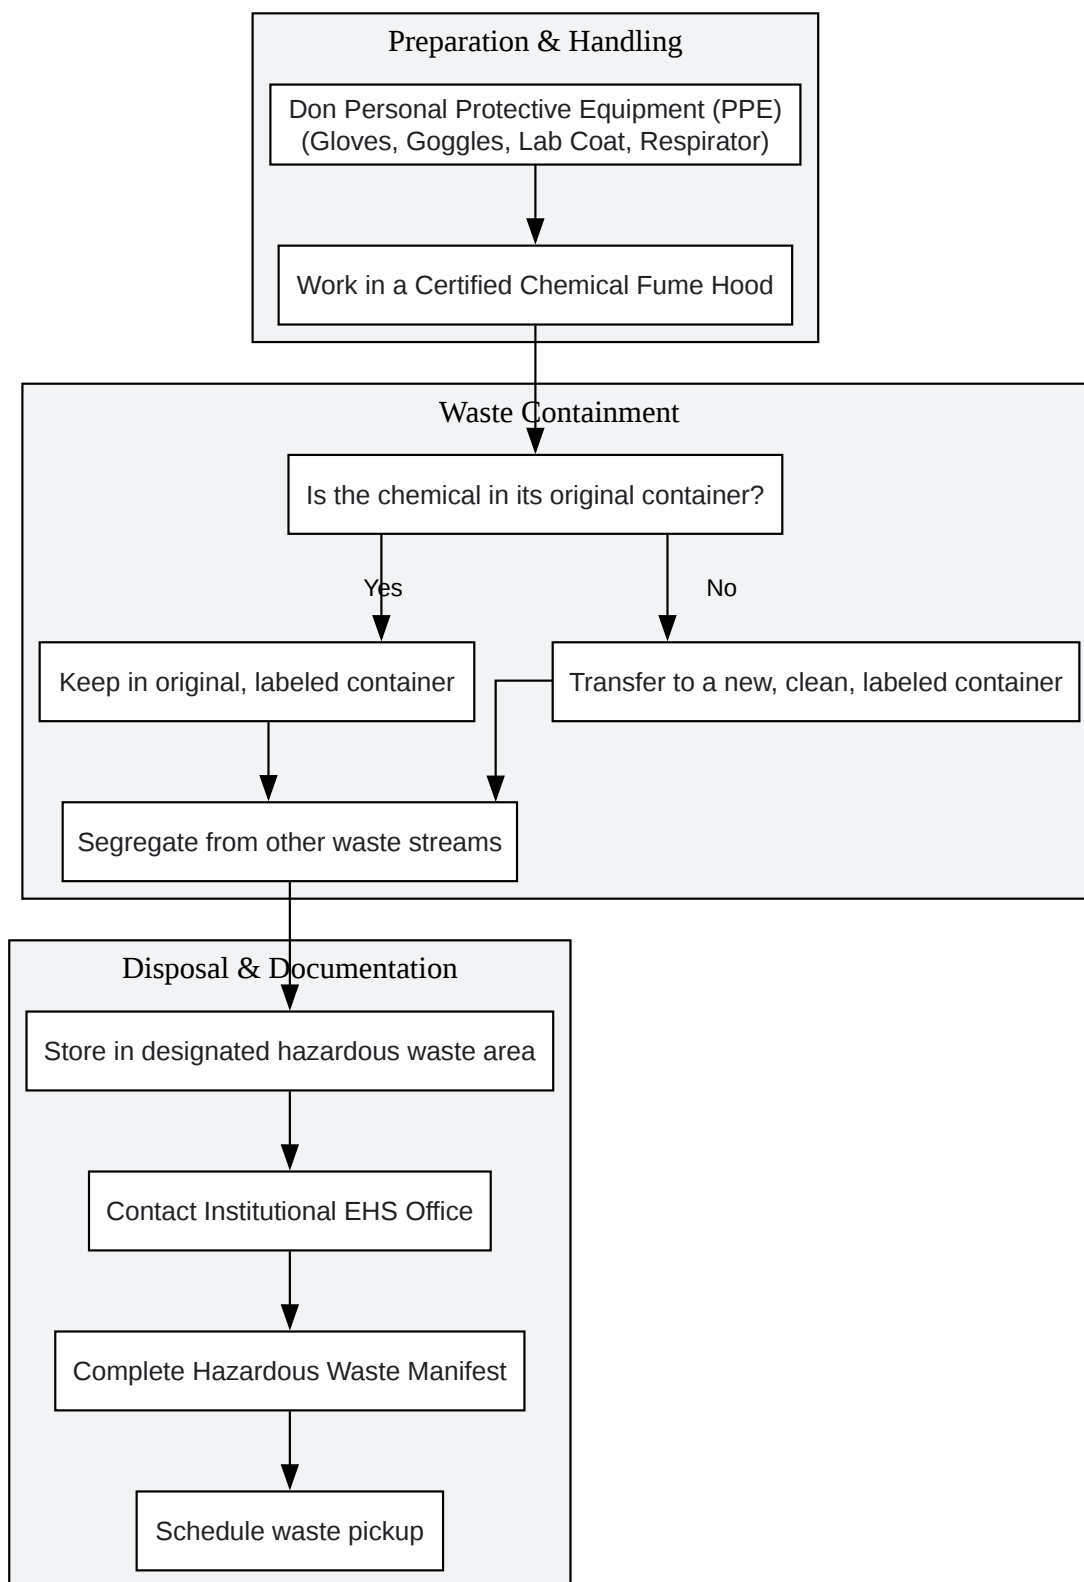 Preparation & Handling
Don Personal Protective Equipment (PPE)
(Gloves, Goggles, Lab Coat, Respirator)
Work in a Certified Chemical Fume Hood
Waste Containment
Is the chemical in its original container?
Yes
No
Keep in original, labeled container
Transfer to a new, clean, labeled container
Segregate from other waste streams
Disposal & Documentation
Store in designated hazardous waste area
Contact Institutional EHS Office
Complete Hazardous Waste Manifest
Schedule waste pickup